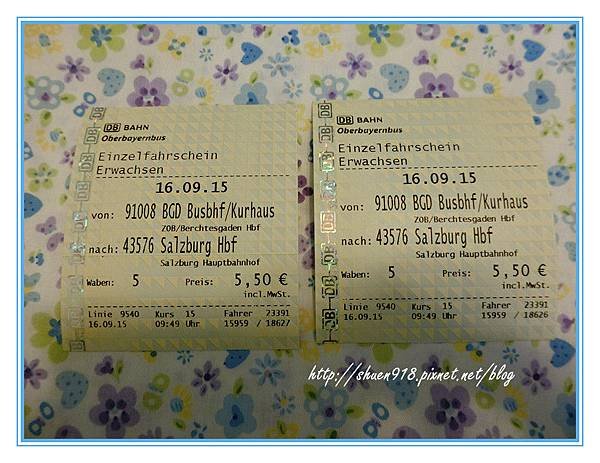 DB BAHN
Oberbayernbus
Einzelfahrschein
Erwachsen
16.09.15
von: 91008 BGD Busbhf/Kurhaus
ZOB/Berchtesgaden Hbf
nach: 43576 Salzburg Hbf
Salzburg Hauptbahnhof
Waben: 5 Preis: 5,50 €
incl.MwSt.
Linie 9540 Kurs 15 Fahrer 23391
16.09.15 09:49 Uhr 15959 / 18627
DB BAHN
Oberbayernbus
Einzelfahrschein
Erwachsen
16.09.15
von: 91008 BGD Busbhf/Kurhaus
ZOB/Berchtesgaden Hbf
nach: 43576 Salzburg Hbf
Salzburg Hauptbahnhof
Waben: 5 Preis: 5,50 €
incl.MwSt.
Linie 9540 Kurs 15 Fahrer 23391
16.09.15 09:49 Uhr 15959 / 18626
http://shuen918.pixnet.net/blog